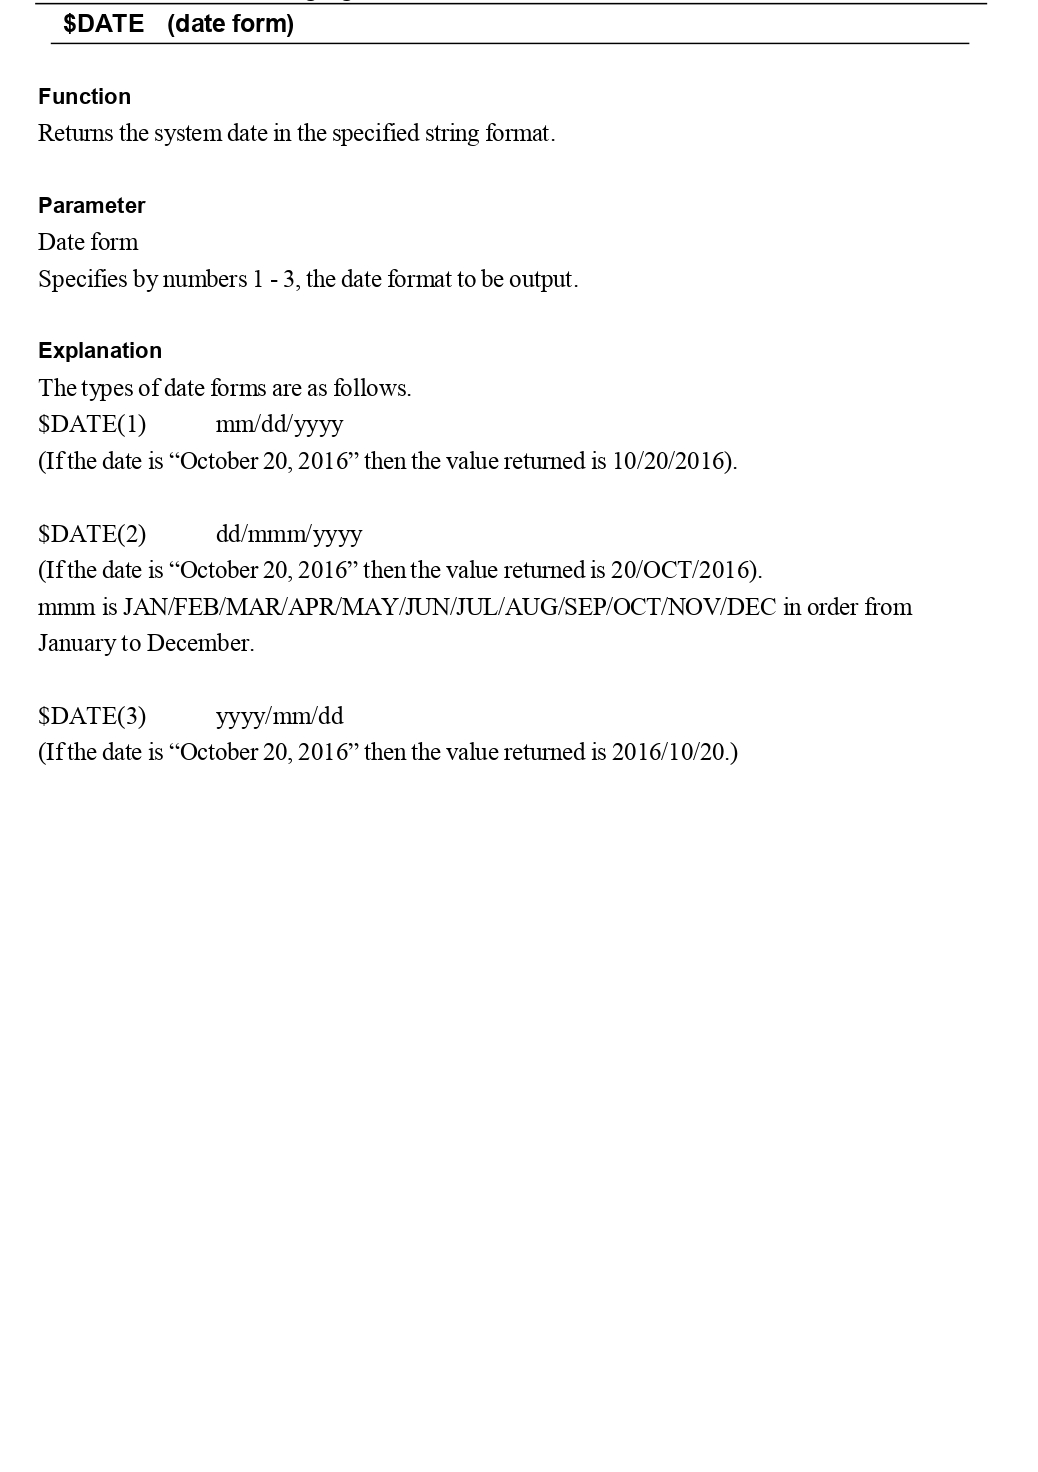 $DATE (date form)
Function
Returns the system date in the specified string format.
Parameter
Date form
Specifies by numbers 1 - 3, the date format to be output.
Explanation
The types of date forms are as follows.
$DATE(1) mm/dd/yyyy
(If the date is “October 20, 2016” then the value returned is 10/20/2016).
$DATE(2) dd/mmm/yyyy
(If the date is “October 20, 2016” then the value returned is 20/OCT/2016).
mmm is JAN/FEB/MAR/APR/MAY/JUN/JUL/AUG/SEP/OCT/NOV/DEC in order from
January to December.
$DATE(3) yyyy/mm/dd
(If the date is “October 20, 2016” then the value returned is 2016/10/20.)